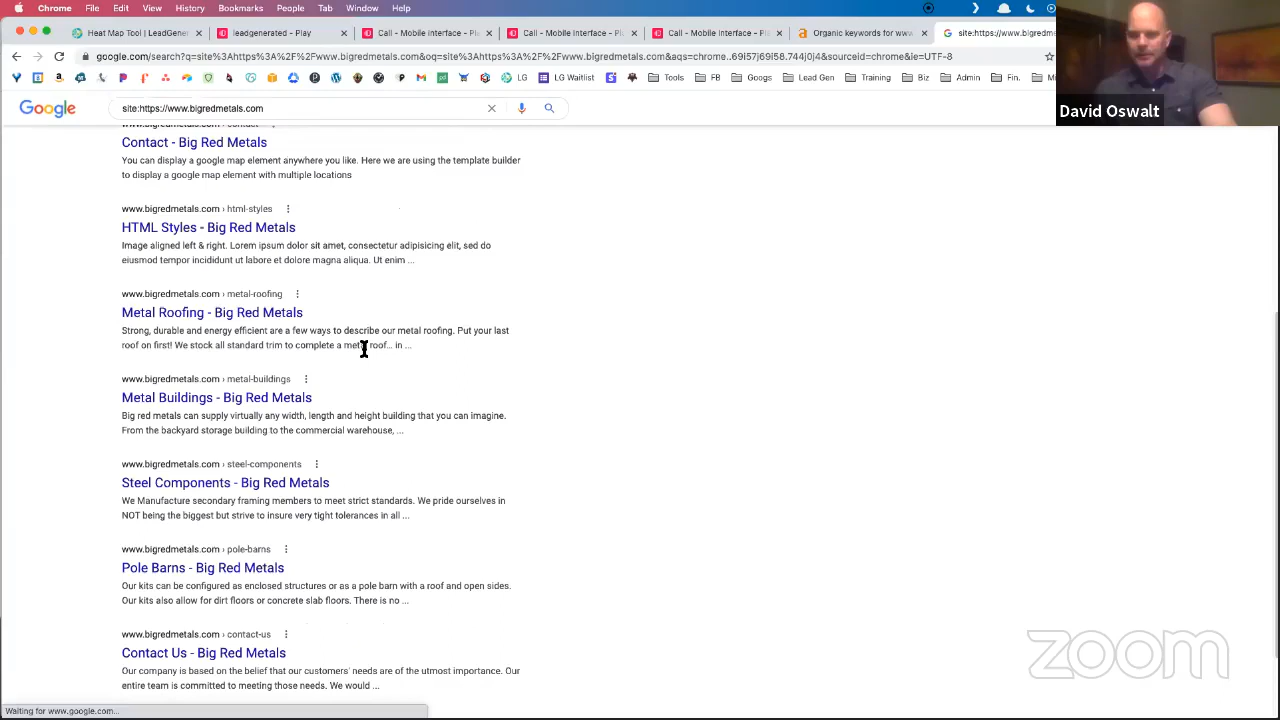 Chrome File Edit View History Bookmarks People Tab Window Help
Heat Map Tool | LeadGener
leadgenerated - Play
Call - Mobile interface - Pla
Call - Mobile interface - Pla
Call - Mobile interface - Pla
Organic keywords for www.
site:https://www.bigredme
google.com/search?q=site%3Ahttps%3A%2F%2Fwww.bigredmetals.com&oq=site%3Ahttps%3A%2F%2Fwww.bigredmetals.com&aqs=chrome..69i57j69i58.744j0j4&sourceid=chrome&ie=UTF-8
LG LG Waitlist Tools FB Googs Lead Gen Training Biz Admin Fin.
David Oswalt
Google
site:https://www.bigredmetals.com
www.bigredmetals.com › contact
Contact - Big Red Metals
You can display a google map element anywhere you like. Here we are using the template builder
to display a google map element with multiple locations
www.bigredmetals.com › html-styles
HTML Styles - Big Red Metals
Image aligned left & right. Lorem ipsum dolor sit amet, consectetur adipisicing elit, sed do
eiusmod tempor incididunt ut labore et dolore magna aliqua. Ut enim ...
www.bigredmetals.com › metal-roofing
Metal Roofing - Big Red Metals
Strong, durable and energy efficient are a few ways to describe our metal roofing. Put your last
roof on first! We stock all standard trim to complete a metal roof... in ...
www.bigredmetals.com › metal-buildings
Metal Buildings - Big Red Metals
Big red metals can supply virtually any width, length and height building that you can imagine.
From the backyard storage building to the commercial warehouse, ...
www.bigredmetals.com › steel-components
Steel Components - Big Red Metals
We Manufacture secondary framing members to meet strict standards. We pride ourselves in
NOT being the biggest but strive to insure very tight tolerances in all ...
www.bigredmetals.com › pole-barns
Pole Barns - Big Red Metals
Our kits can be configured as enclosed structures or as a pole barn with a roof and open sides.
Our kits also allow for dirt floors or concrete slab floors. There is no ...
www.bigredmetals.com › contact-us
Contact Us - Big Red Metals
Our company is based on the belief that our customers' needs are of the utmost importance. Our
entire team is committed to meeting those needs. We would ...
zoom
Waiting for www.google.com...